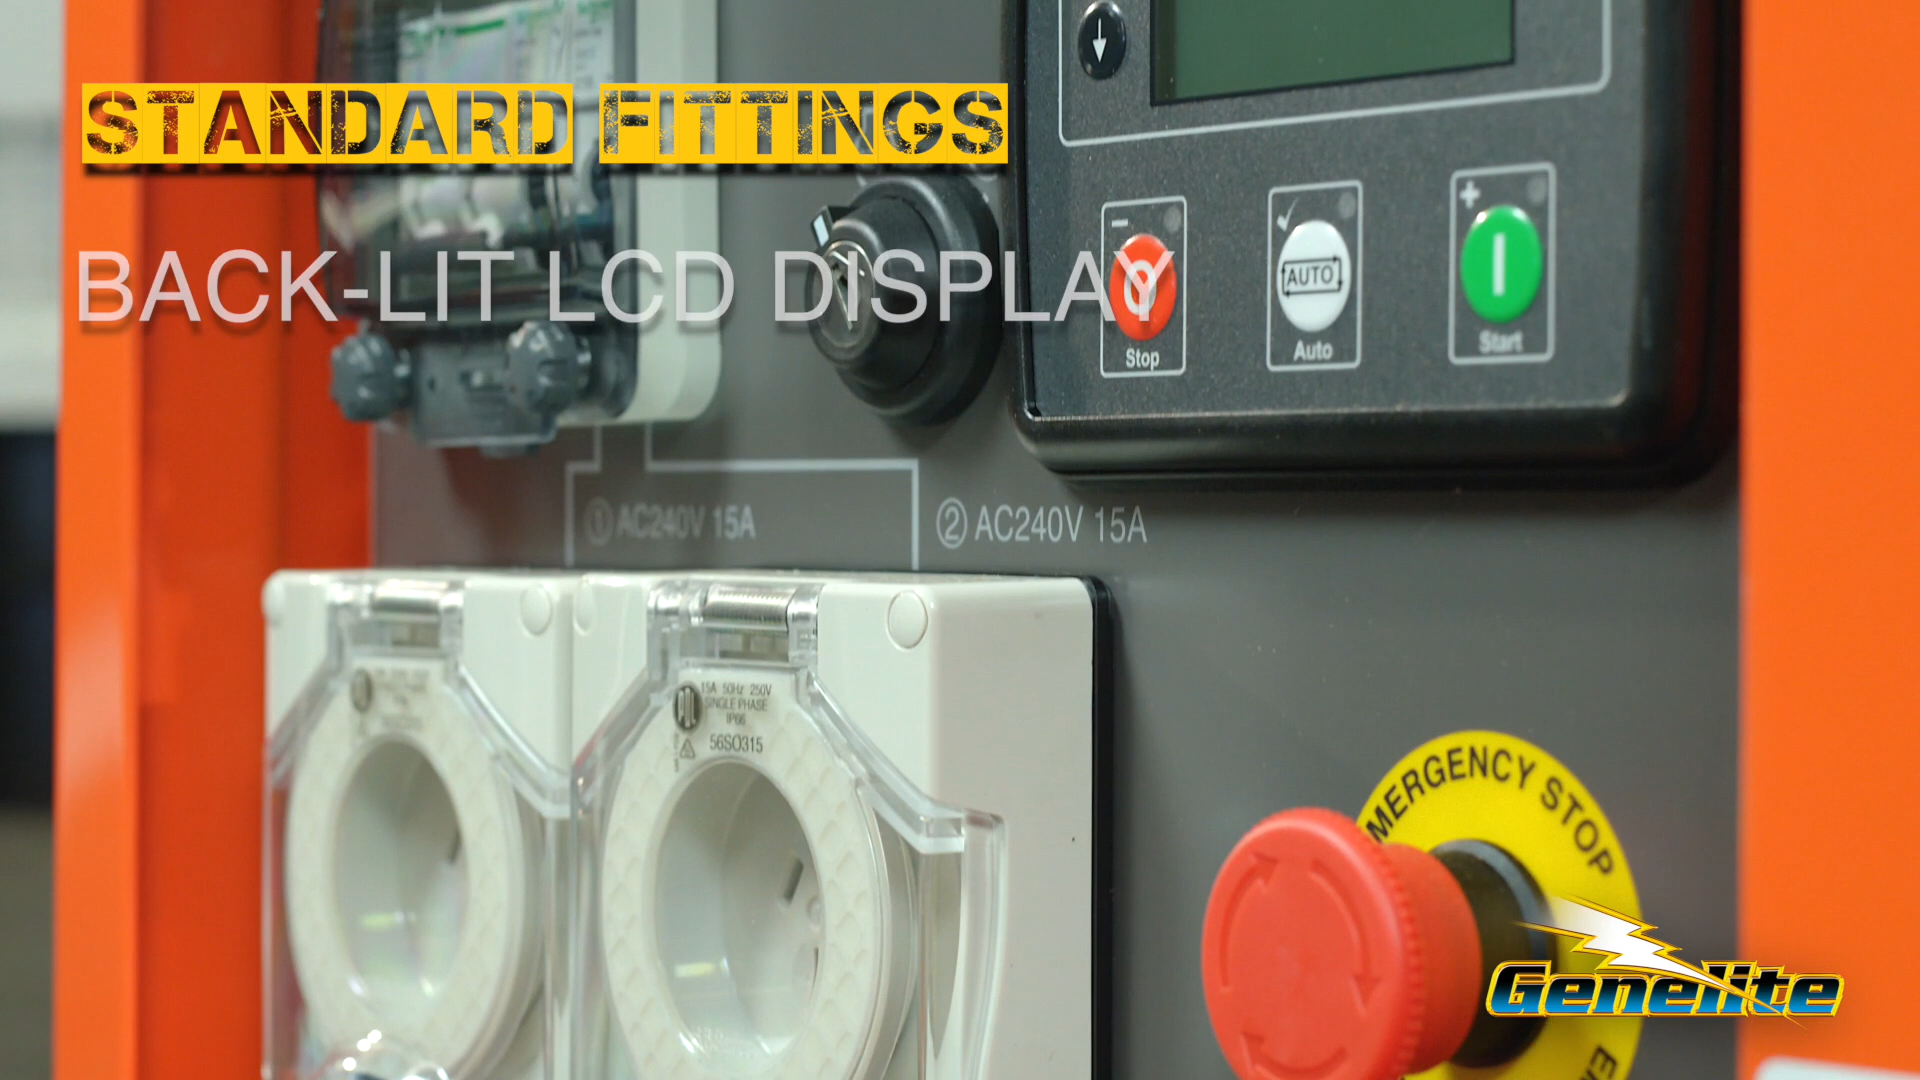 STANDARD FITTINGS
BACK-LIT LCD DISPLAY
-
✓
+
AUTO
Stop
Auto
Start
① AC240V 15A
② AC240V 15A
15A 50Hz 250V
SINGLE PHASE
IP66
56SO315
MERGENCY STOP
Genelite